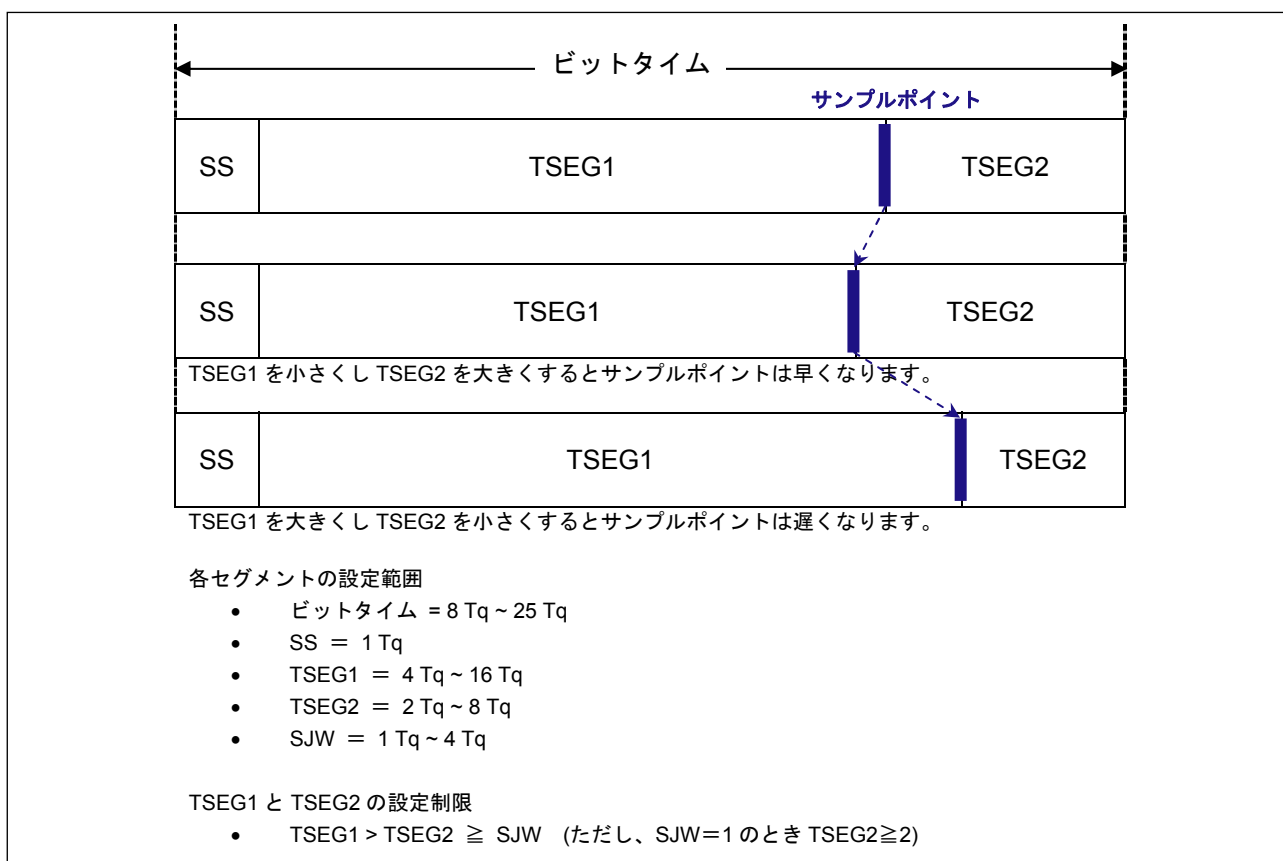 ビットタイム
サンプルポイント
SS TSEG1 TSEG2
SS TSEG1 TSEG2
TSEG1 を小さくし TSEG2 を大きくするとサンプルポイントは早くなります。
SS TSEG1 TSEG2
TSEG1 を大きくし TSEG2 を小さくするとサンプルポイントは遅くなります。
各セグメントの設定範囲
• ビットタイム = 8 Tq ~ 25 Tq
• SS = 1 Tq
• TSEG1 = 4 Tq ~ 16 Tq
• TSEG2 = 2 Tq ~ 8 Tq
• SJW = 1 Tq ~ 4 Tq
TSEG1 と TSEG2 の設定制限
• TSEG1 > TSEG2 ≧ SJW (ただし、SJW=1 のとき TSEG2≧2)